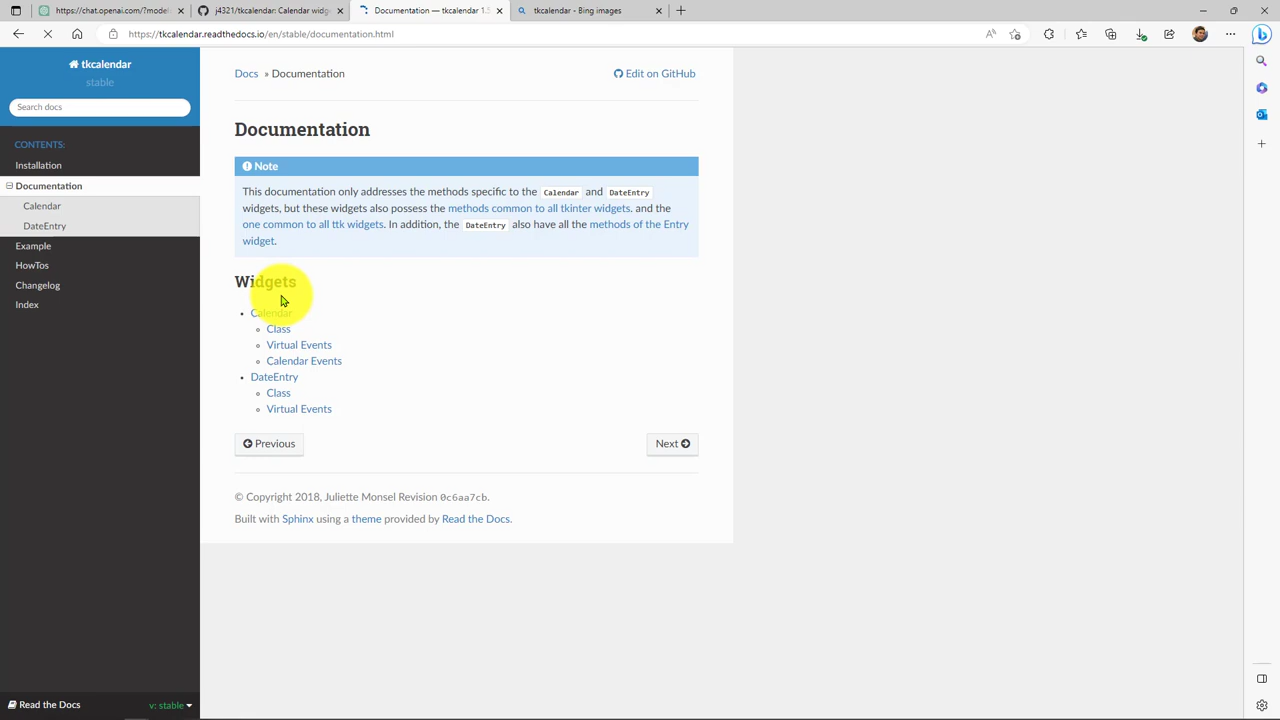 https://chat.openai.com/?model
j4321/tkcalendar: Calendar widg
Documentation — tkcalendar 1.5
tkcalendar - Bing images
https://tkcalendar.readthedocs.io/en/stable/documentation.html
tkcalendar
stable
Search docs
CONTENTS:
Installation
Documentation
Calendar
DateEntry
Example
HowTos
Changelog
Index
Read the Docs
v: stable
Docs » Documentation
Edit on GitHub
Documentation
Note
This documentation only addresses the methods specific to the Calendar and DateEntry
widgets, but these widgets also possess the methods common to all tkinter widgets. and the
one common to all ttk widgets. In addition, the DateEntry also have all the methods of the Entry
widget.
Widgets
• Calendar
Class
Virtual Events
Calendar Events
• DateEntry
Class
Virtual Events
Previous
Next
© Copyright 2018, Juliette Monsel Revision 0c6aa7cb.
Built with Sphinx using a theme provided by Read the Docs.